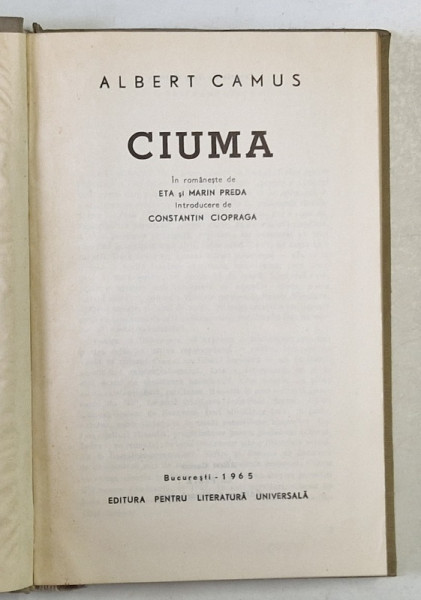 ALBERT CAMUS
CIUMA
În românește de
ETA și MARIN PREDA
Introducere de
CONSTANTIN CIOPRAGA
București - 1965
EDITURA PENTRU LITERATURĂ UNIVERSALĂ